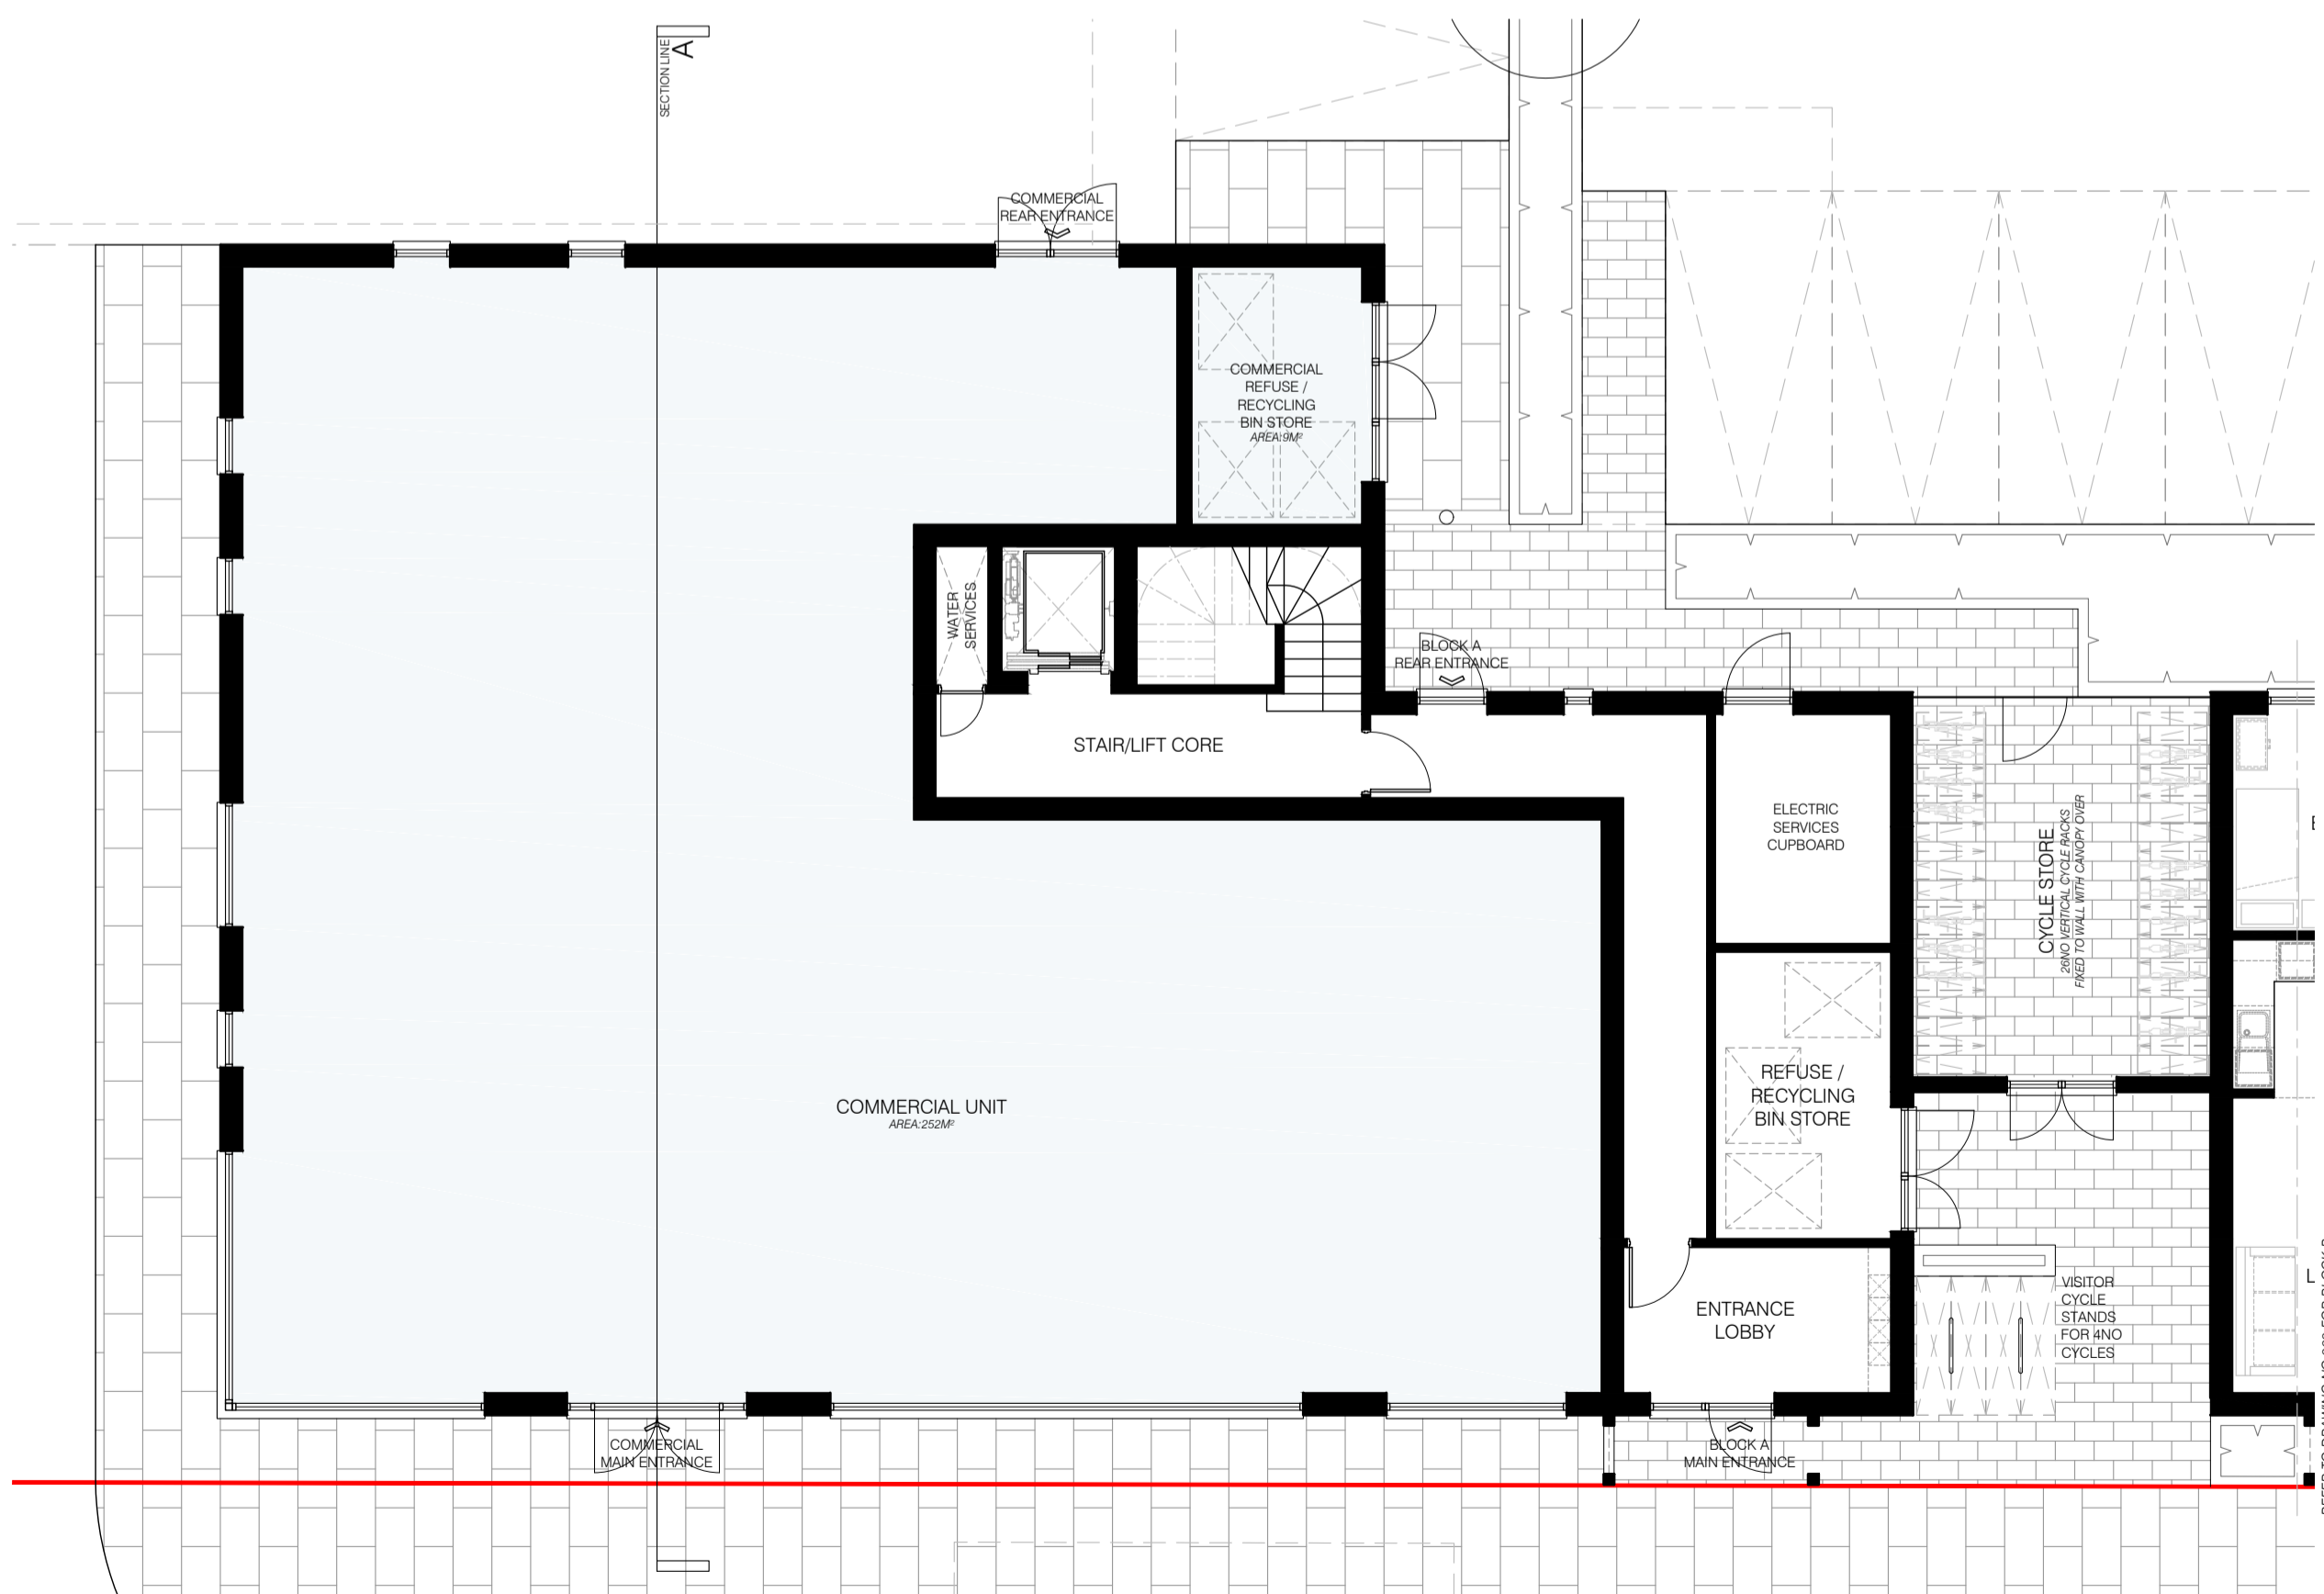 SECTION LINE
A
COMMERCIAL
REAR ENTRANCE
COMMERCIAL
REFUSE /
RECYCLING
BIN STORE
AREA:9M²
WATER
SERVICES
BLOCK A
REAR ENTRANCE
STAIR/LIFT CORE
ELECTRIC
SERVICES
CUPBOARD
CYCLE STORE
26NO VERTICAL CYCLE RACKS
FIXED TO WALL WITH CANOPY OVER
REFUSE /
RECYCLING
BIN STORE
COMMERCIAL UNIT
AREA:252M²
ENTRANCE
LOBBY
VISITOR
CYCLE
STANDS
FOR 4NO
CYCLES
COMMERCIAL
MAIN ENTRANCE
BLOCK A
MAIN ENTRANCE